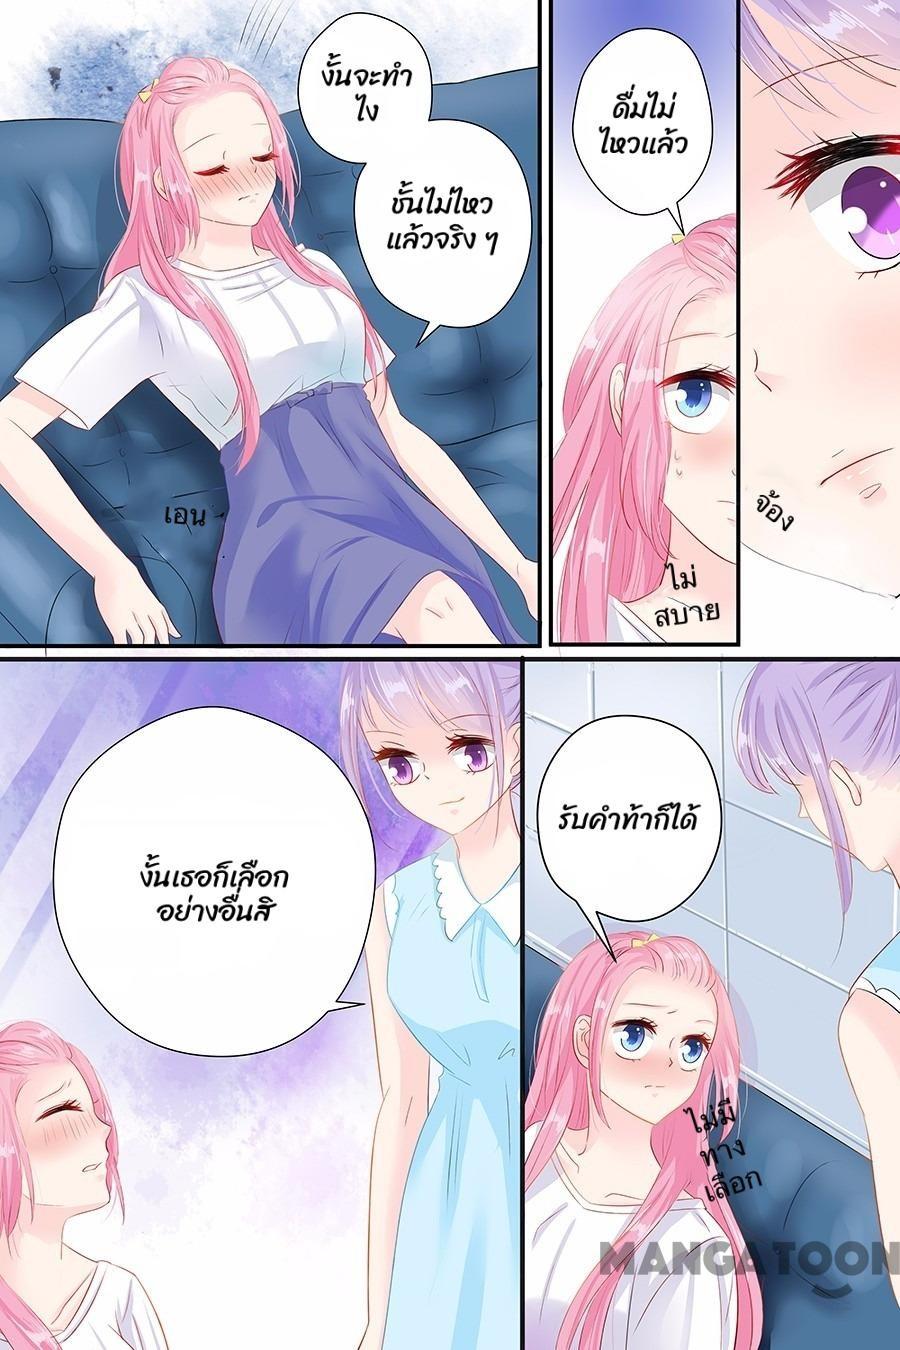 งั้นจะทำ
ไง
ชั้นไม่ไหว
แล้วจริง ๆ
เอน
ดื่มไม่
ไหวแล้ว
ไม่
สบาย
จ้อง
งั้นเธอก็เลือก
อย่างอื่นสิ
รับคำท้าก็ได้
ไม่มี
ทาง
เลือก
MANGATOON